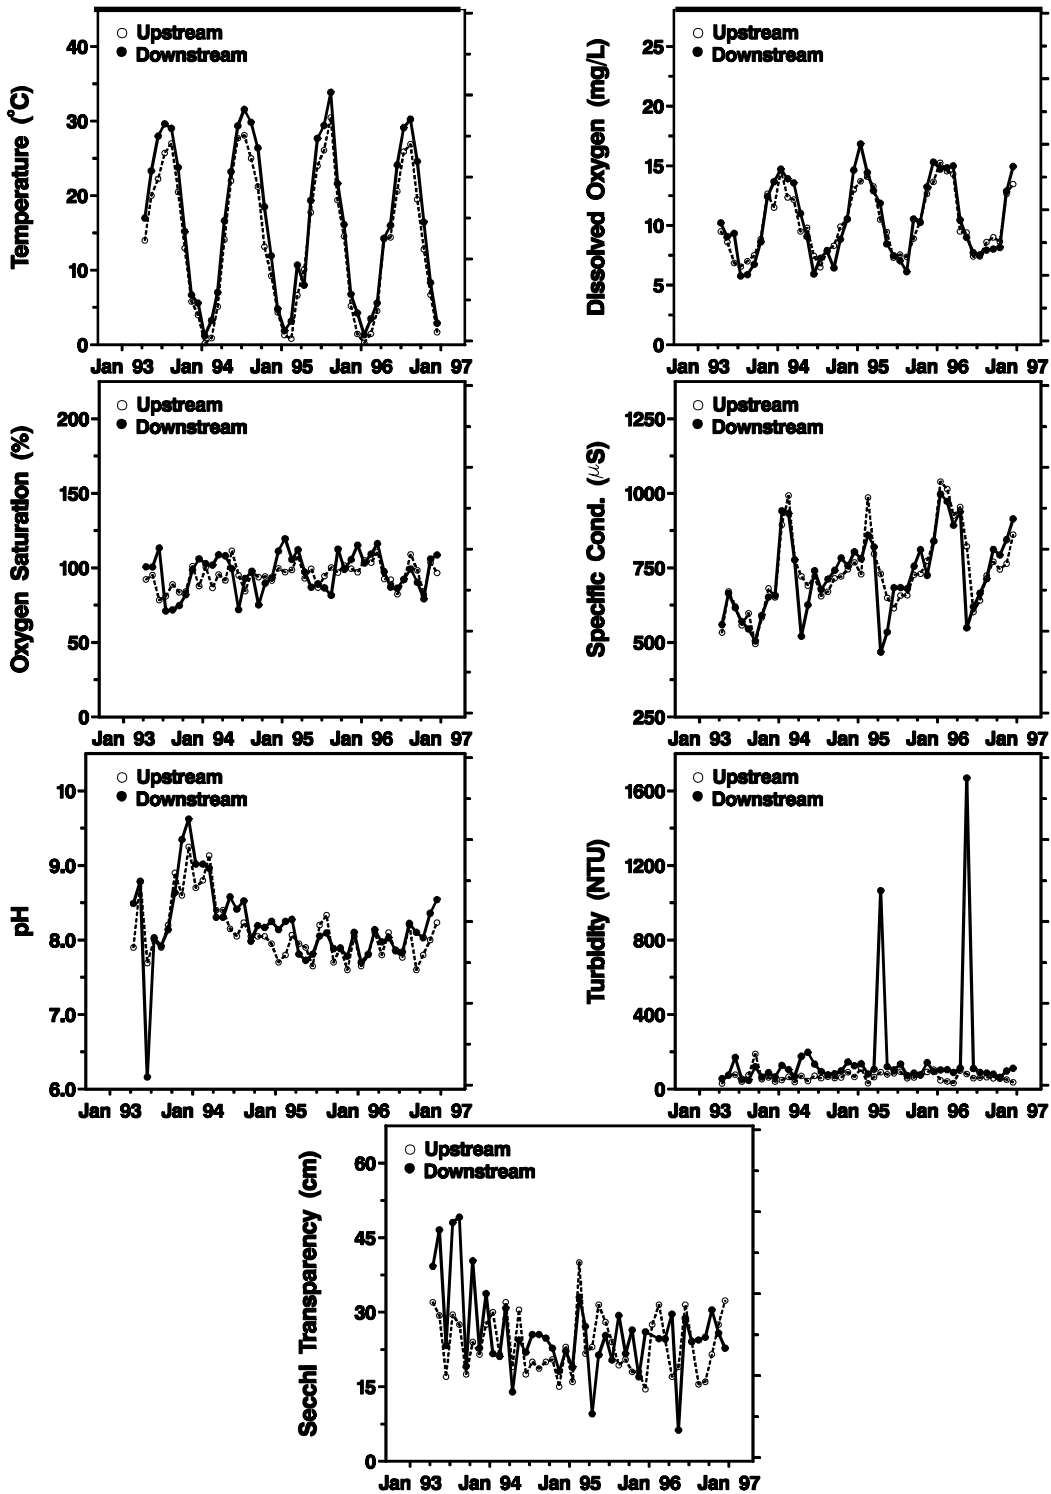 Upstream
Downstream
Temperature (°C)
40
30
20
10
0
Jan 93 Jan 94 Jan 95 Jan 96 Jan 97
Upstream
Downstream
Dissolved Oxygen (mg/L)
25
20
15
10
5
0
Jan 93 Jan 94 Jan 95 Jan 96 Jan 97
Upstream
Downstream
Oxygen Saturation (%)
200
150
100
50
0
Jan 93 Jan 94 Jan 95 Jan 96 Jan 97
Upstream
Downstream
Specific Cond. (μS)
1250
1000
750
500
250
Jan 93 Jan 94 Jan 95 Jan 96 Jan 97
Upstream
Downstream
pH
10
9.0
8.0
7.0
6.0
Jan 93 Jan 94 Jan 95 Jan 96 Jan 97
Upstream
Downstream
Turbidity (NTU)
1600
1200
800
400
0
Jan 93 Jan 94 Jan 95 Jan 96 Jan 97
Upstream
Downstream
Secchi Transparency (cm)
60
45
30
15
0
Jan 93 Jan 94 Jan 95 Jan 96 Jan 97